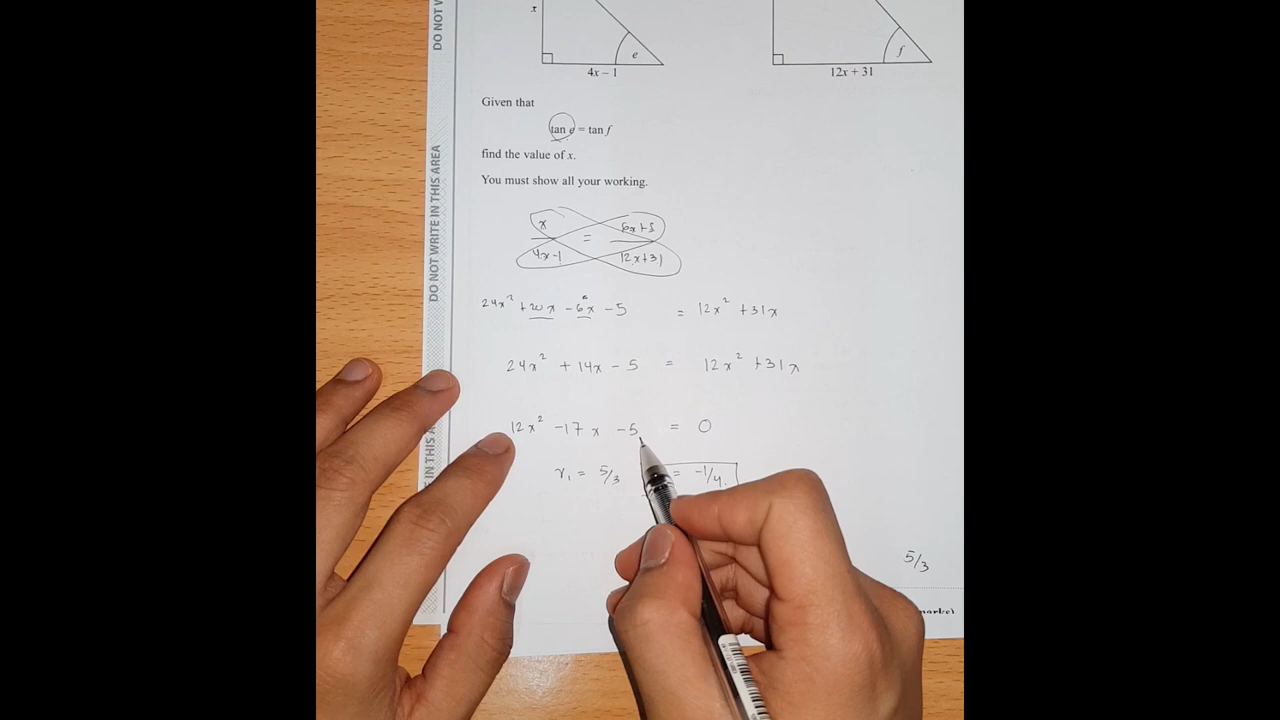 DO NOT W
x
e
4x – 1
f
12x + 31
Given that
tan e = tan f
find the value of x.
You must show all your working.
DO NOT WRITE IN THIS AREA
x/4x-1 = 6x+5/12x+31
24x² + 20x - 6x - 5 = 12x² + 31x
24x² + 14x - 5 = 12x² + 31x
12x² - 17x - 5 = 0
x₁ = 5/3 = -1/4.
E IN THIS A
5/3